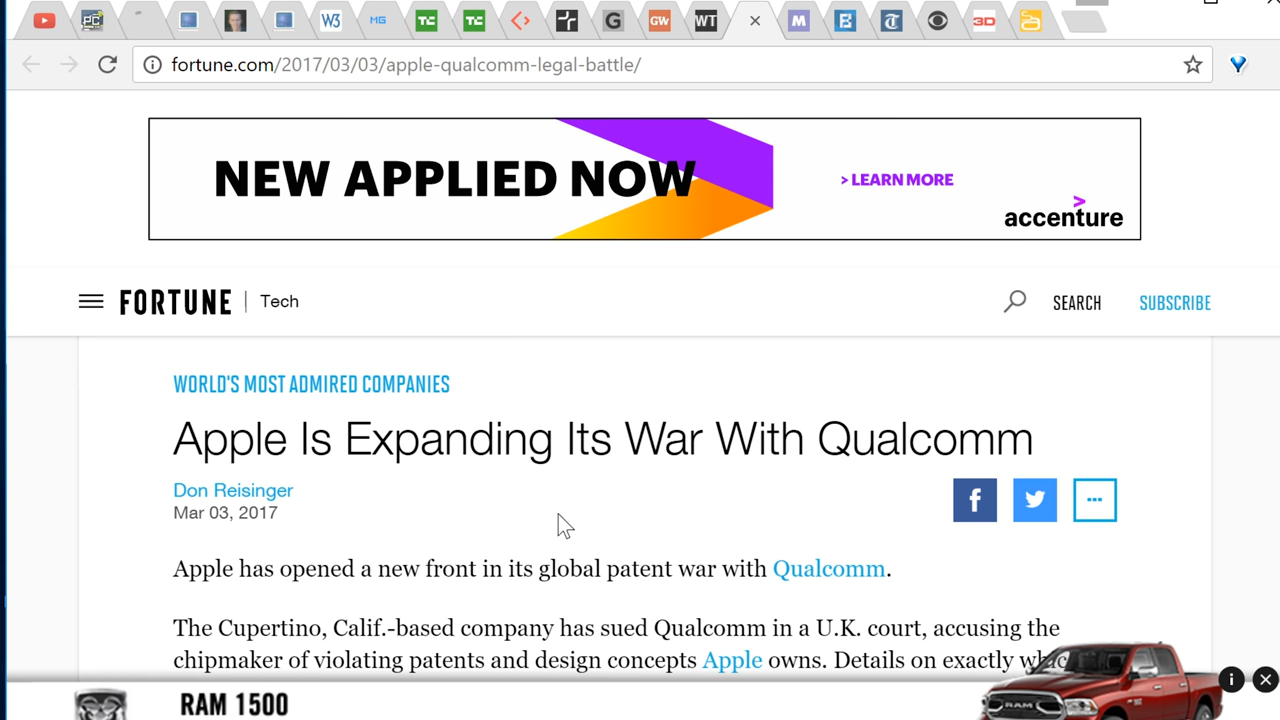 PC
W3
MG
TC
TC
G
GW
WT
M
B
T
3D
fortune.com/2017/03/03/apple-qualcomm-legal-battle/
NEW APPLIED NOW
> LEARN MORE
>
accenture
FORTUNE | Tech
SEARCH
SUBSCRIBE
WORLD'S MOST ADMIRED COMPANIES
Apple Is Expanding Its War With Qualcomm
Don Reisinger
Mar 03, 2017
Apple has opened a new front in its global patent war with Qualcomm.
The Cupertino, Calif.-based company has sued Qualcomm in a U.K. court, accusing the
chipmaker of violating patents and design concepts Apple owns. Details on exactly
RAM 1500
RAM